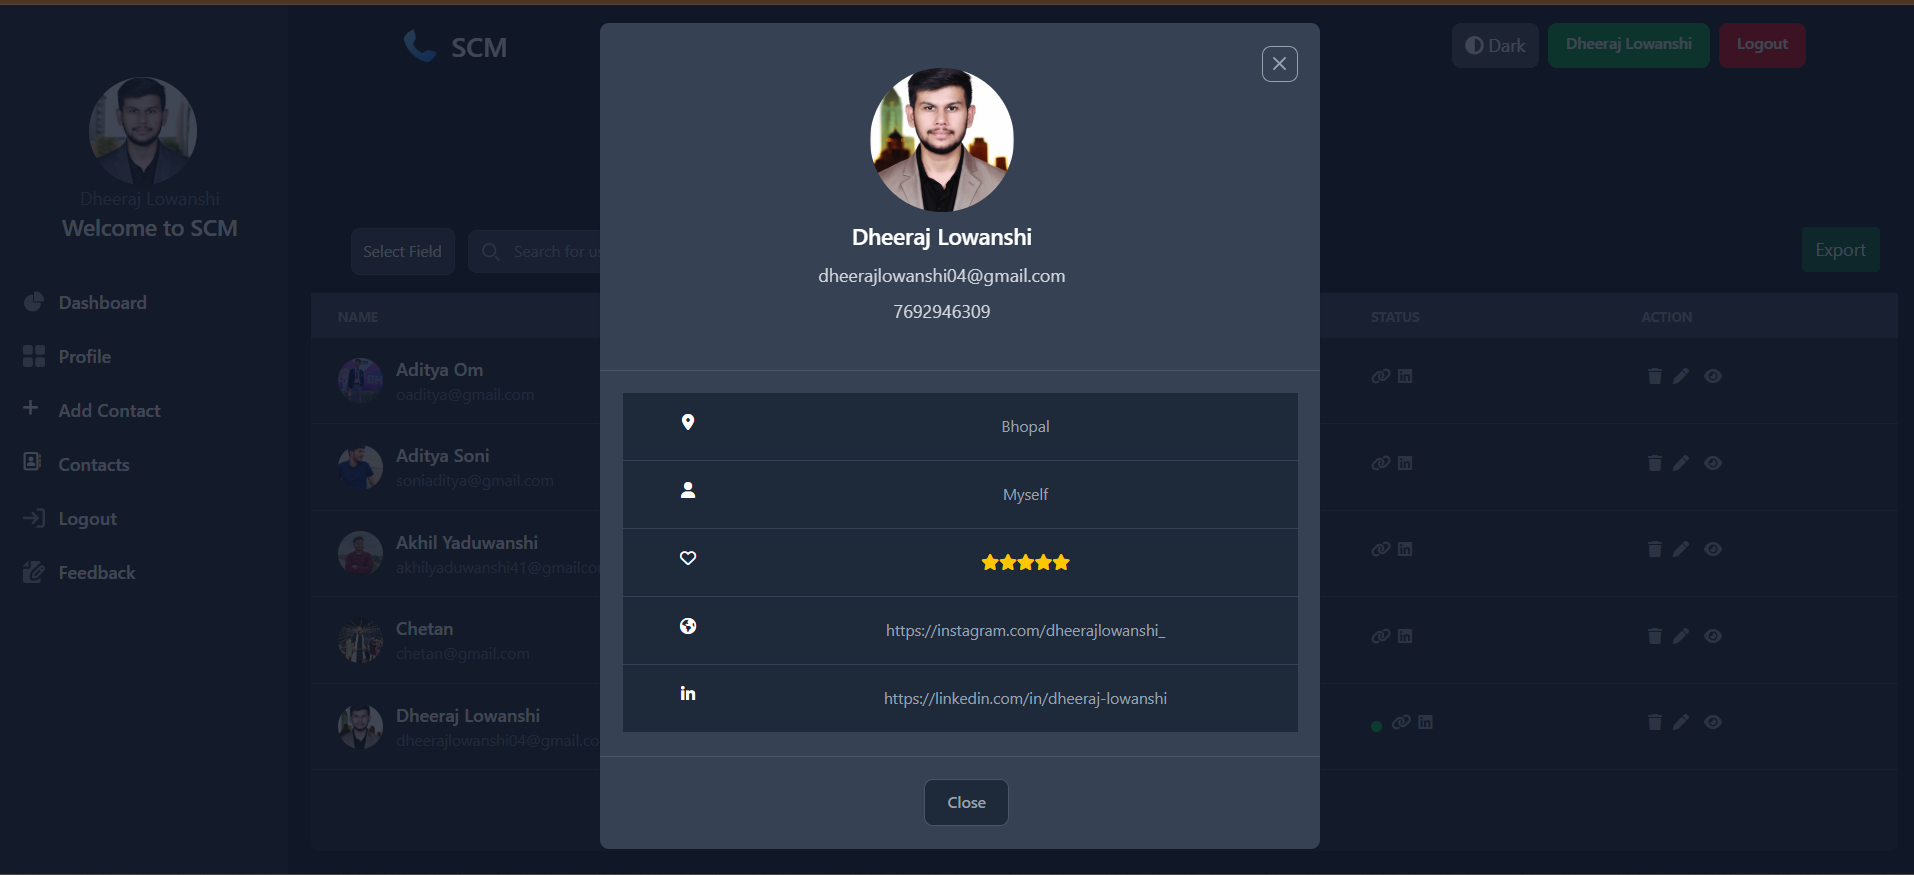 SCM
Dark
Dheeraj Lowanshi
Logout
Dheeraj Lowanshi
Welcome to SCM
Dashboard
Profile
Add Contact
Contacts
Logout
Feedback
Select Field
Search for us
Export
NAME
STATUS
ACTION
Aditya Om
oaditya@gmail.com
Aditya Soni
soniaditya@gmail.com
Akhil Yaduwanshi
akhilyaduwanshi41@gmailco
Chetan
chetan@gmail.com
Dheeraj Lowanshi
dheerajlowanshi04@gmail.co
Dheeraj Lowanshi
dheerajlowanshi04@gmail.com
7692946309
Bhopal
Myself
https://instagram.com/dheerajlowanshi_
https://linkedin.com/in/dheeraj-lowanshi
Close